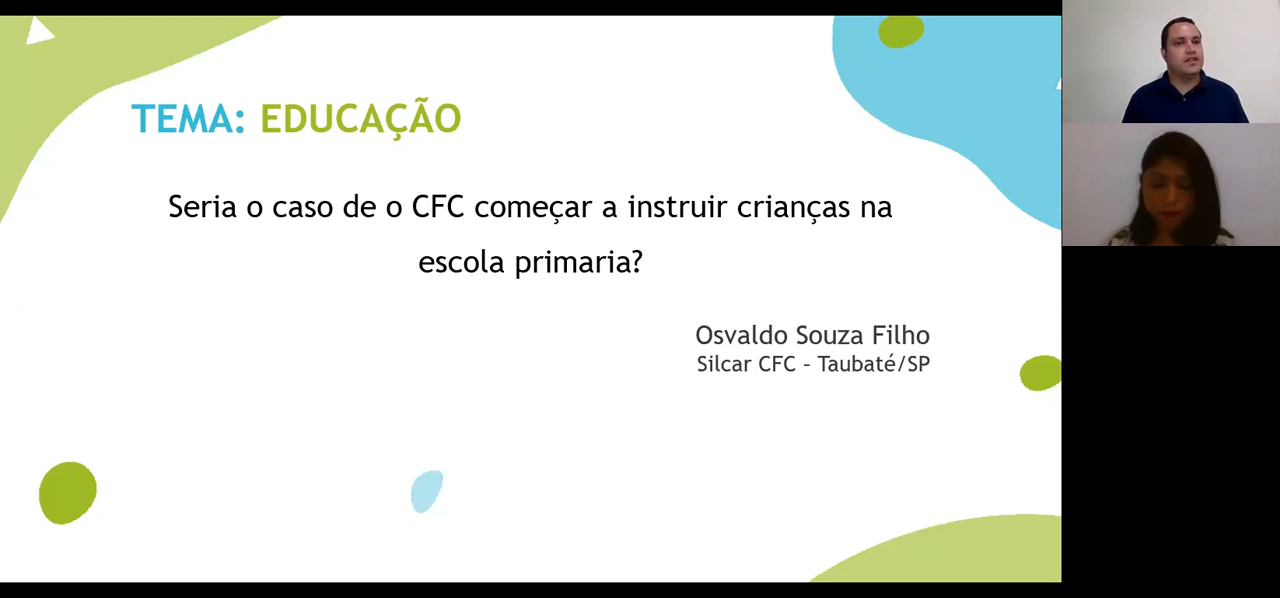 TEMA: EDUCAÇÃO
Seria o caso de o CFC começar a instruir crianças na
escola primaria?
Osvaldo Souza Filho
Silcar CFC - Taubaté/SP